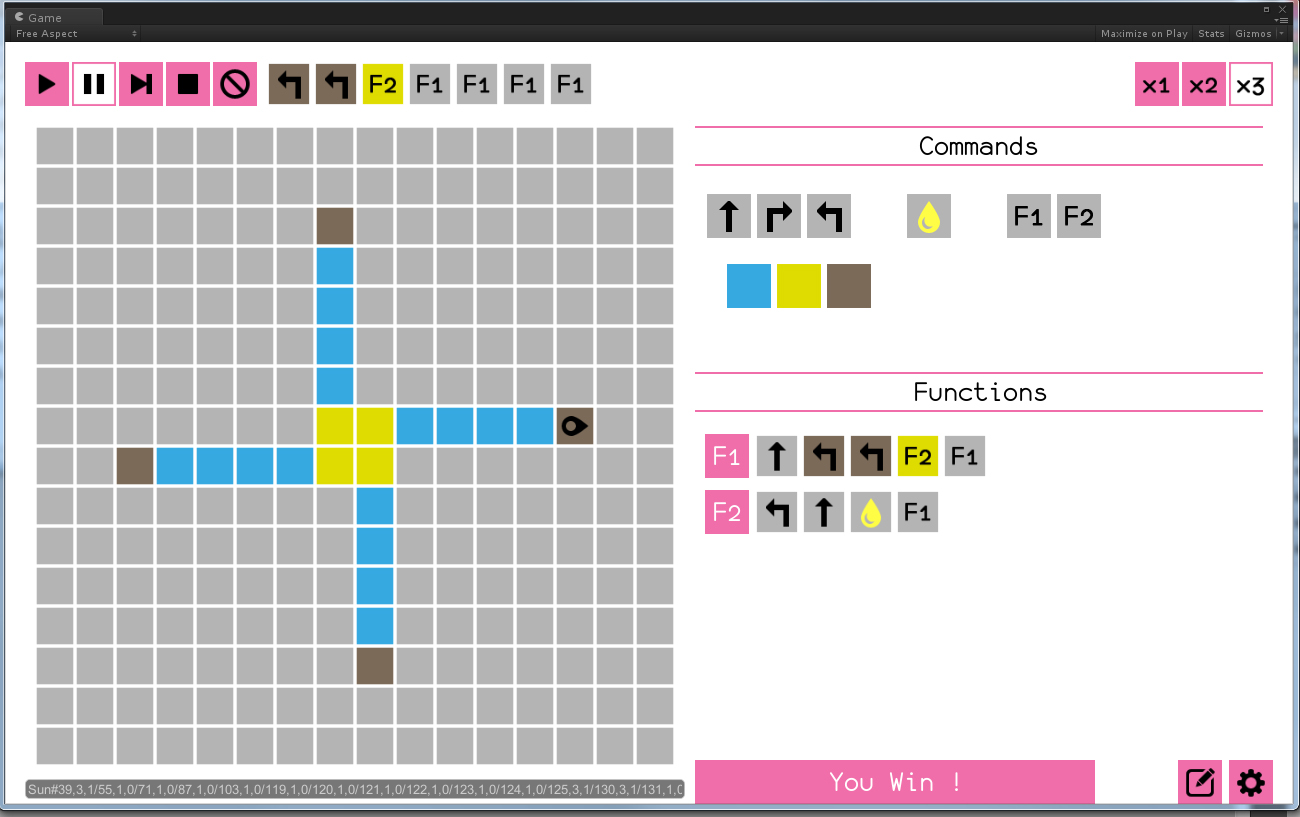 Game
Free Aspect
Maximize on Play Stats Gizmos
F2 F1 F1 F1 F1
x1 x2 x3
Commands
F1 F2
Functions
F1 F2 F1
F2 F1
You Win !
Sun#39,3,1/55,1,0/71,1,0/87,1,0/103,1,0/119,1,0/120,1,0/121,1,0/122,1,0/123,1,0/124,1,0/125,3,1/130,3,1/131,1,0